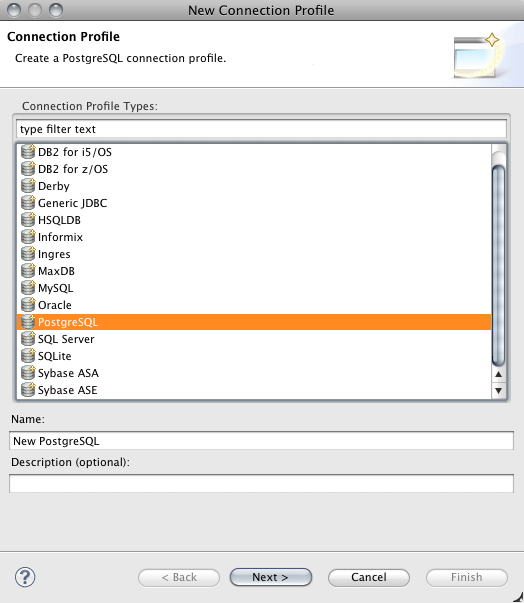 New Connection Profile
Connection Profile
Create a PostgreSQL connection profile.
Connection Profile Types:
type filter text
DB2 for i5/OS
DB2 for z/OS
Derby
Generic JDBC
HSQLDB
Informix
Ingres
MaxDB
MySQL
Oracle
PostgreSQL
SQL Server
SQLite
Sybase ASA
Sybase ASE
Name:
New PostgreSQL
Description (optional):
? < Back Next > Cancel Finish